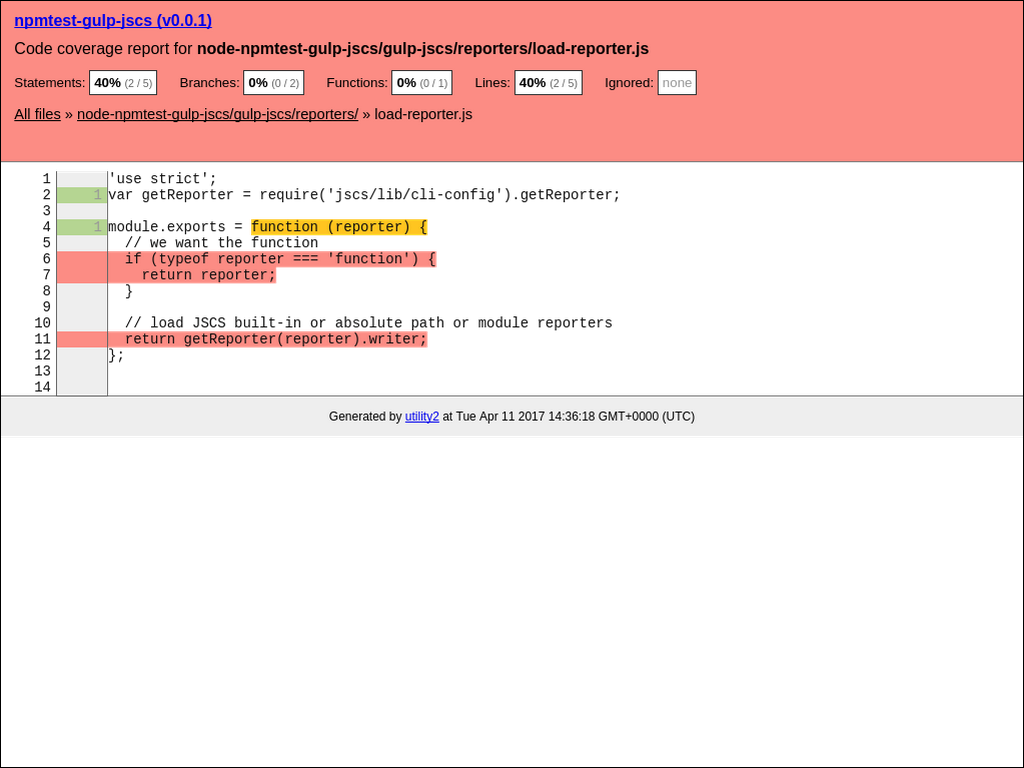 npmtest-gulp-jscs (v0.0.1)
Code coverage report for node-npmtest-gulp-jscs/gulp-jscs/reporters/load-reporter.js
Statements: 40% (2 / 5) Branches: 0% (0 / 2) Functions: 0% (0 / 1) Lines: 40% (2 / 5) Ignored: none
All files » node-npmtest-gulp-jscs/gulp-jscs/reporters/ » load-reporter.js
1 'use strict';
2 1 var getReporter = require('jscs/lib/cli-config').getReporter;
3
4 1 module.exports = function (reporter) {
5   // we want the function
6   if (typeof reporter === 'function') {
7     return reporter;
8   }
9
10   // load JSCS built-in or absolute path or module reporters
11   return getReporter(reporter).writer;
12 };
13
14
Generated by utility2 at Tue Apr 11 2017 14:36:18 GMT+0000 (UTC)